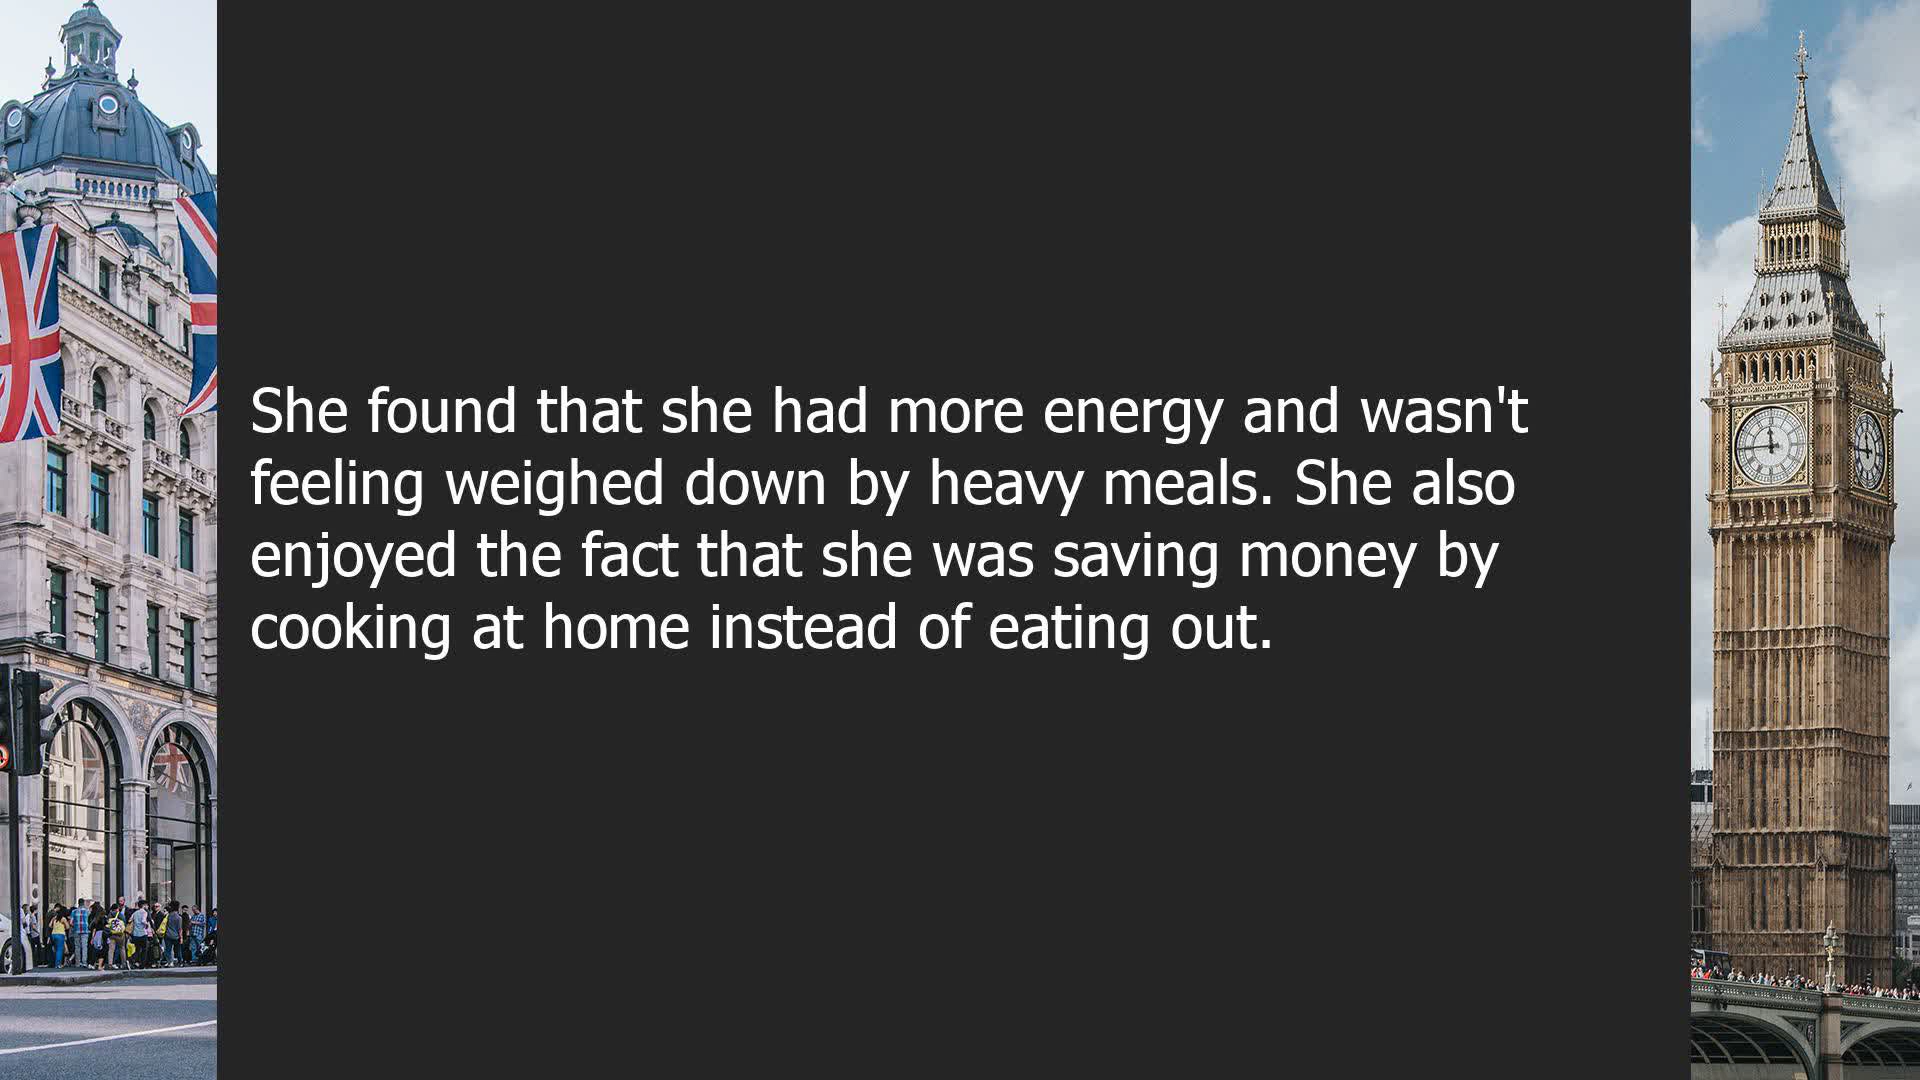 She found that she had more energy and wasn't
feeling weighed down by heavy meals. She also
enjoyed the fact that she was saving money by
cooking at home instead of eating out.